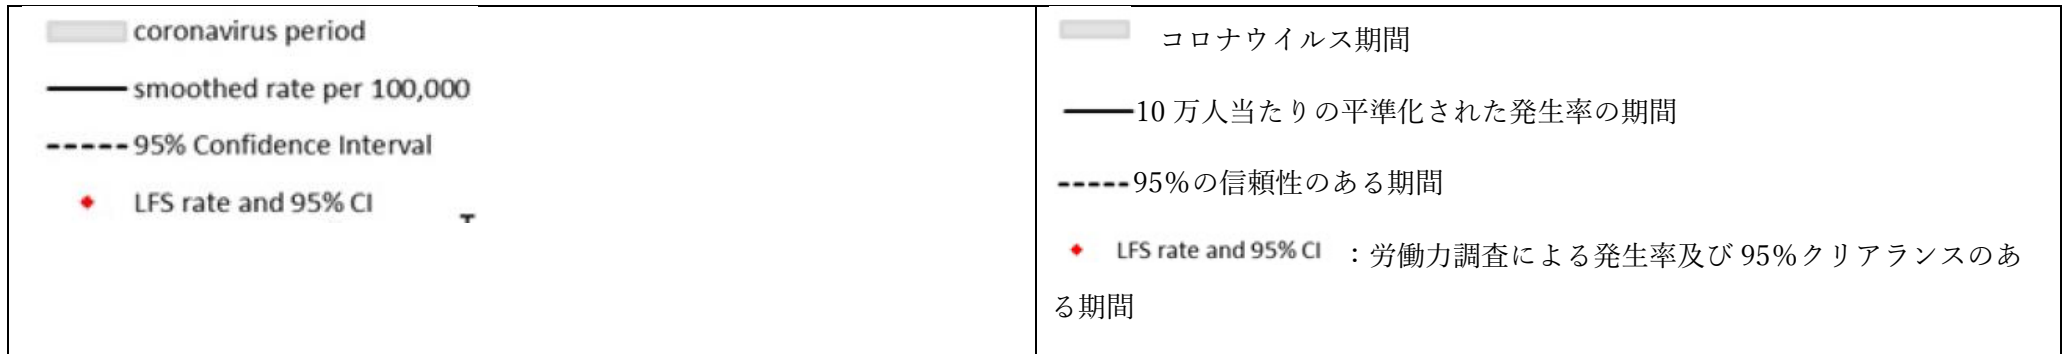 coronavirus period
smoothed rate per 100,000
95% Confidence Interval
LFS rate and 95% CI
コロナウイルス期間
10 万人当たりの平準化された発生率の期間
95%の信頼性のある期間
LFS rate and 95% CI ：労働力調査による発生率及び 95%クリアランスのあ
る期間